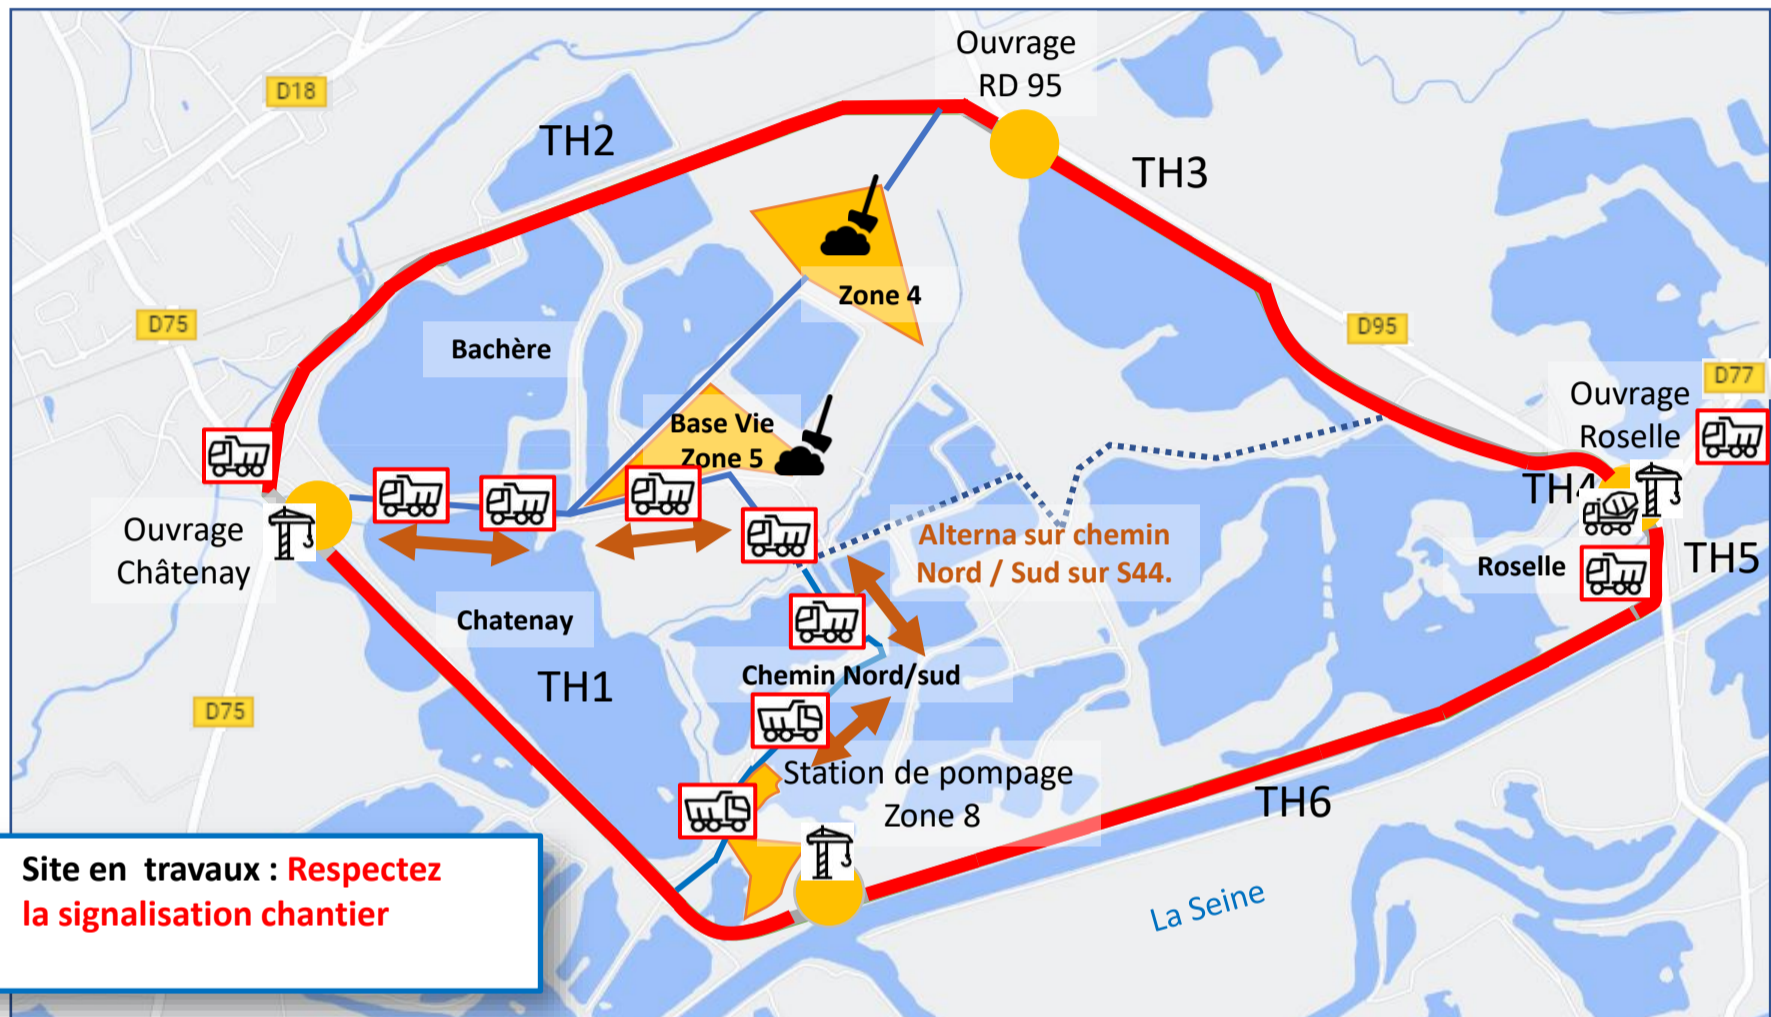 Ouvrage
RD 95
D18
TH2
TH3
Zone 4
D75
D95
Bachère
D77
Ouvrage
Roselle
Base Vie
Zone 5
TH4
Ouvrage
Châtenay
Alterna sur chemin
Nord / Sud sur S44.
Roselle
TH5
Chatenay
Chemin Nord/sud
TH1
D75
Station de pompage
Zone 8
TH6
Site en travaux : Respectez
la signalisation chantier
La Seine